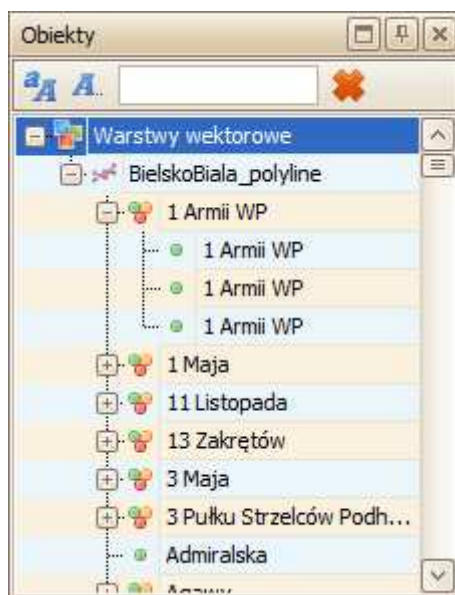 Obiekty
aA A..
Warstwy wektorowe
BielskoBiala_polyline
1 Armii WP
1 Armii WP
1 Armii WP
1 Armii WP
1 Maja
11 Listopada
13 Zakrętów
3 Maja
3 Pułku Strzelców Podh...
Admiralska